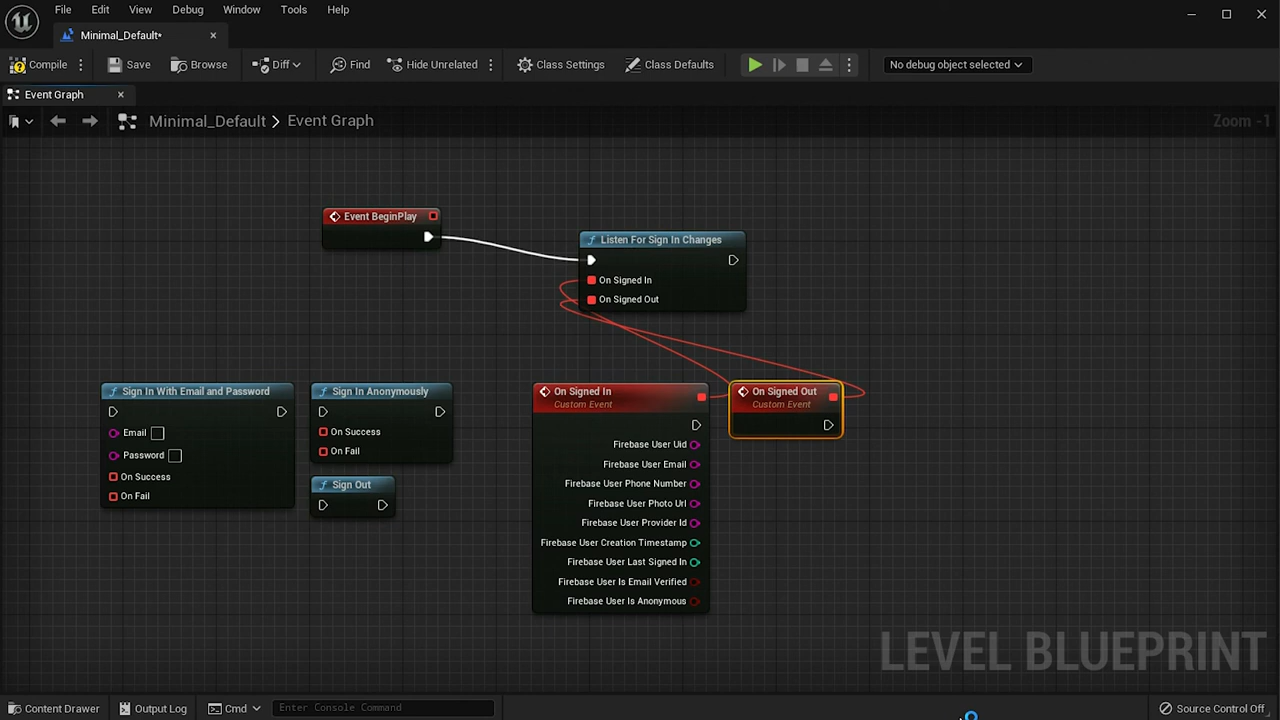 File Edit View Debug Window Tools Help
Minimal_Default*
Compile Save Browse Diff Find Hide Unrelated Class Settings Class Defaults No debug object selected
Event Graph
Minimal_Default > Event Graph
Zoom -1
Event BeginPlay
Listen For Sign In Changes
On Signed In
On Signed Out
Sign In With Email and Password
Email
Password
On Success
On Fail
Sign In Anonymously
On Success
On Fail
Sign Out
On Signed In
Custom Event
Firebase User Uid
Firebase User Email
Firebase User Phone Number
Firebase User Photo Url
Firebase User Provider Id
Firebase User Creation Timestamp
Firebase User Last Signed In
Firebase User Is Email Verified
Firebase User Is Anonymous
On Signed Out
Custom Event
LEVEL BLUEPRINT
Content Drawer Output Log Cmd Enter Console Command Source Control Off